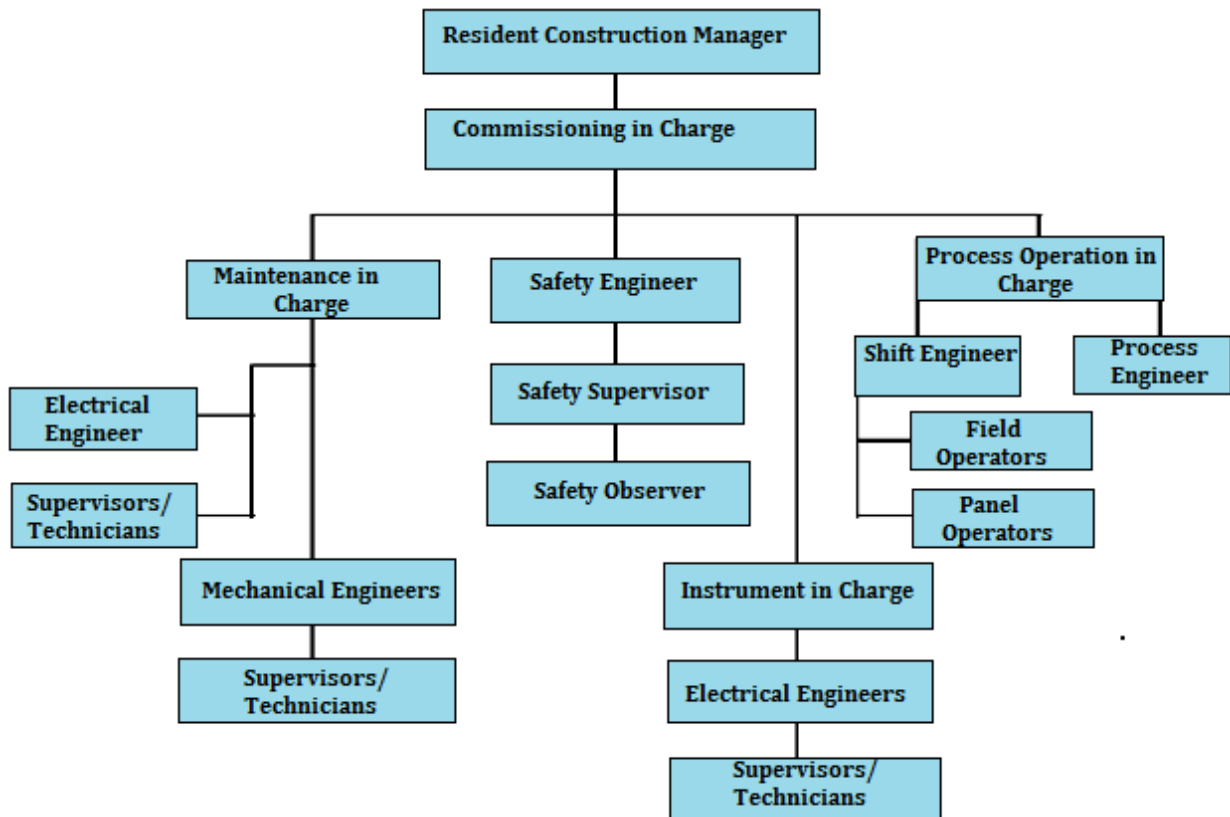 Resident Construction Manager
Commissioning in Charge
Maintenance in
Charge
Safety Engineer
Process Operation in
Charge
Shift Engineer
Process
Engineer
Electrical
Engineer
Safety Supervisor
Field
Operators
Supervisors/
Technicians
Safety Observer
Panel
Operators
Mechanical Engineers
Instrument in Charge
Supervisors/
Technicians
Electrical Engineers
Supervisors/
Technicians